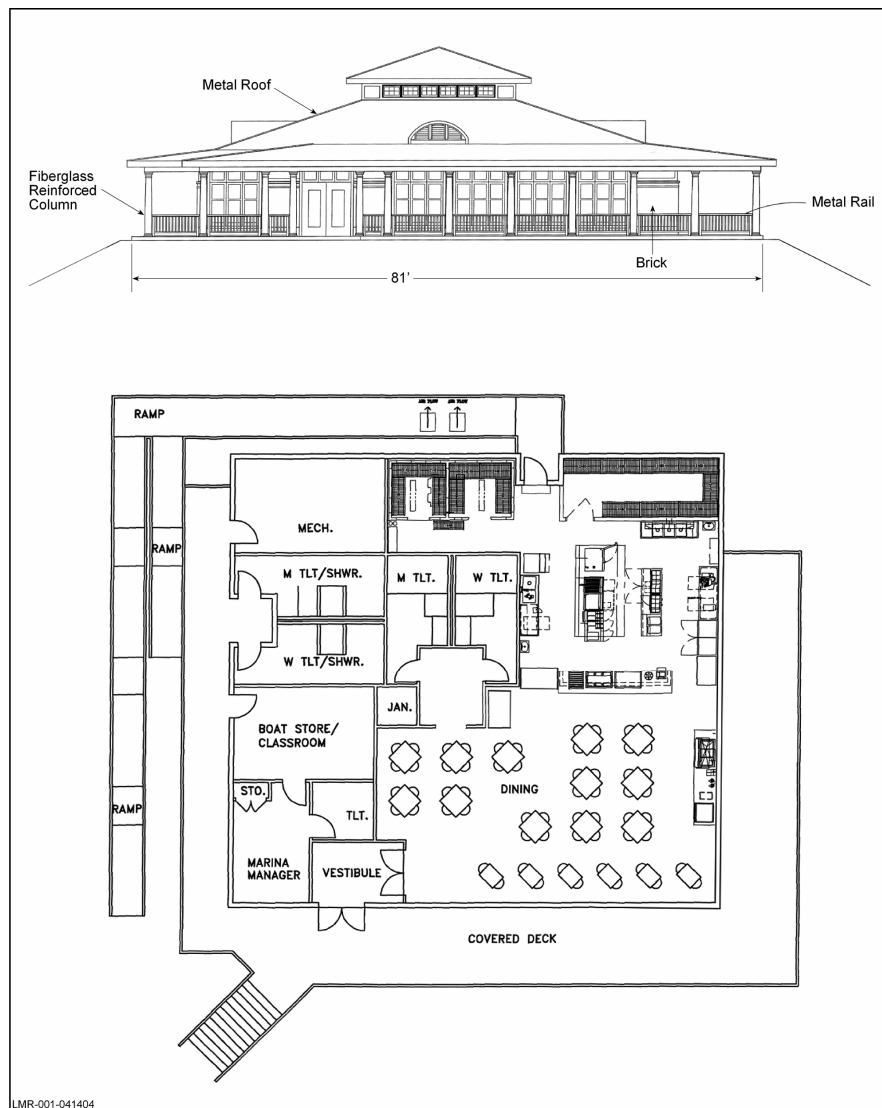 Metal Roof
Fiberglass
Reinforced
Column
Metal Rail
Brick
81'
RAMP
MECH.
RAMP
M TLT/SHWR.
M TLT.
W TLT.
W TLT/SHWR.
JAN.
BOAT STORE/
CLASSROOM
DINING
STO.
RAMP
TLT.
MARINA
MANAGER
VESTIBULE
COVERED DECK
LMR-001-041404